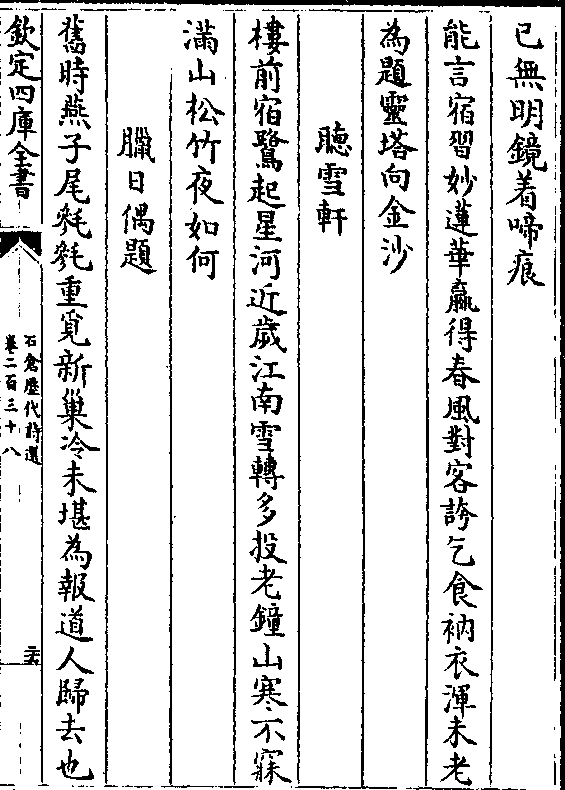 已無明鏡着啼痕
能言宿習妙蓮華贏得春風對客誇乞食衲衣渾未老
為題靈塔向金沙
聽雪軒
樓前宿鷺起星河近歲江南雪轉多投老鐘山寒不寐
滿山松竹夜如何
臘日偶題
舊時燕子尾毿毿重覓新巢冷未堪為報道人歸去也
欽定四庫全書
石倉歷代詩選
卷二百三十八